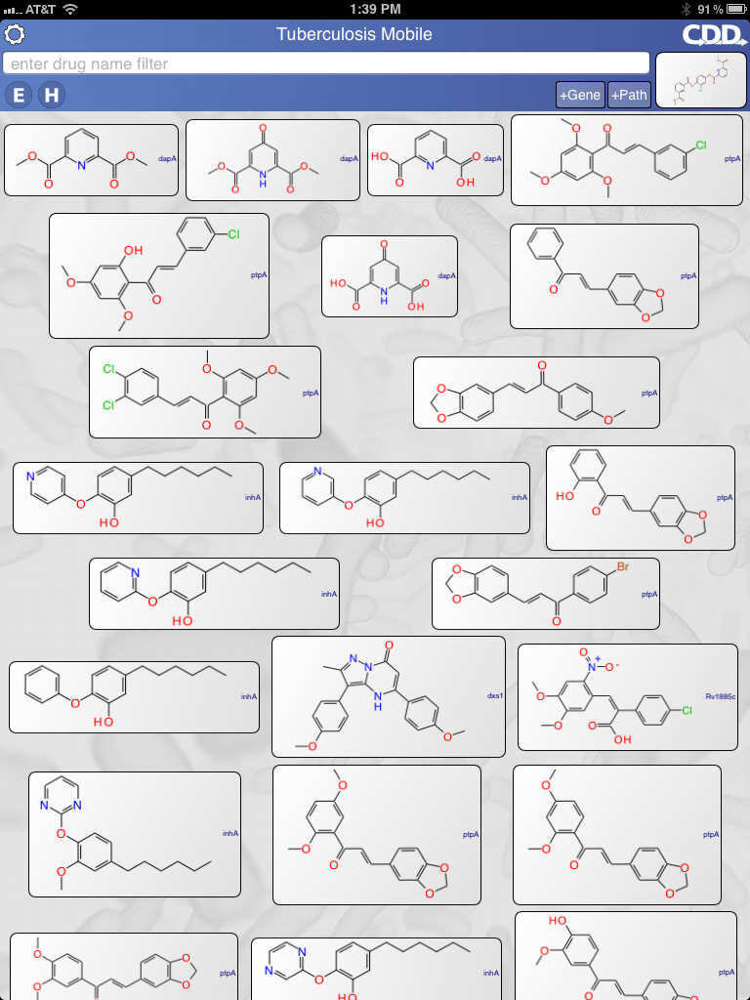 AT&T 1:39 PM 91 %
Tuberculosis Mobile CDD
enter drug name filter
E H +Gene +Path
O O O O N dapA
O O O O O N H dapA
HO O O OH N dapA
O O O O Cl ptpA
OH O O O Cl ptpA
O HO O O OH N H dapA
O O O ptpA
Cl Cl O O O O ptpA
O O O O ptpA
N O HO inhA
N O HO inhA
HO O O O ptpA
N O HO inhA
O O O Br ptpA
O HO inhA
N N O N H O O dxs1
O N + O - O O O OH Cl Rv1885c
N N O O inhA
O O O O O ptpA
O O O O O ptpA
O O O O ptpA
N N O HO inhA
HO O O O ptpA